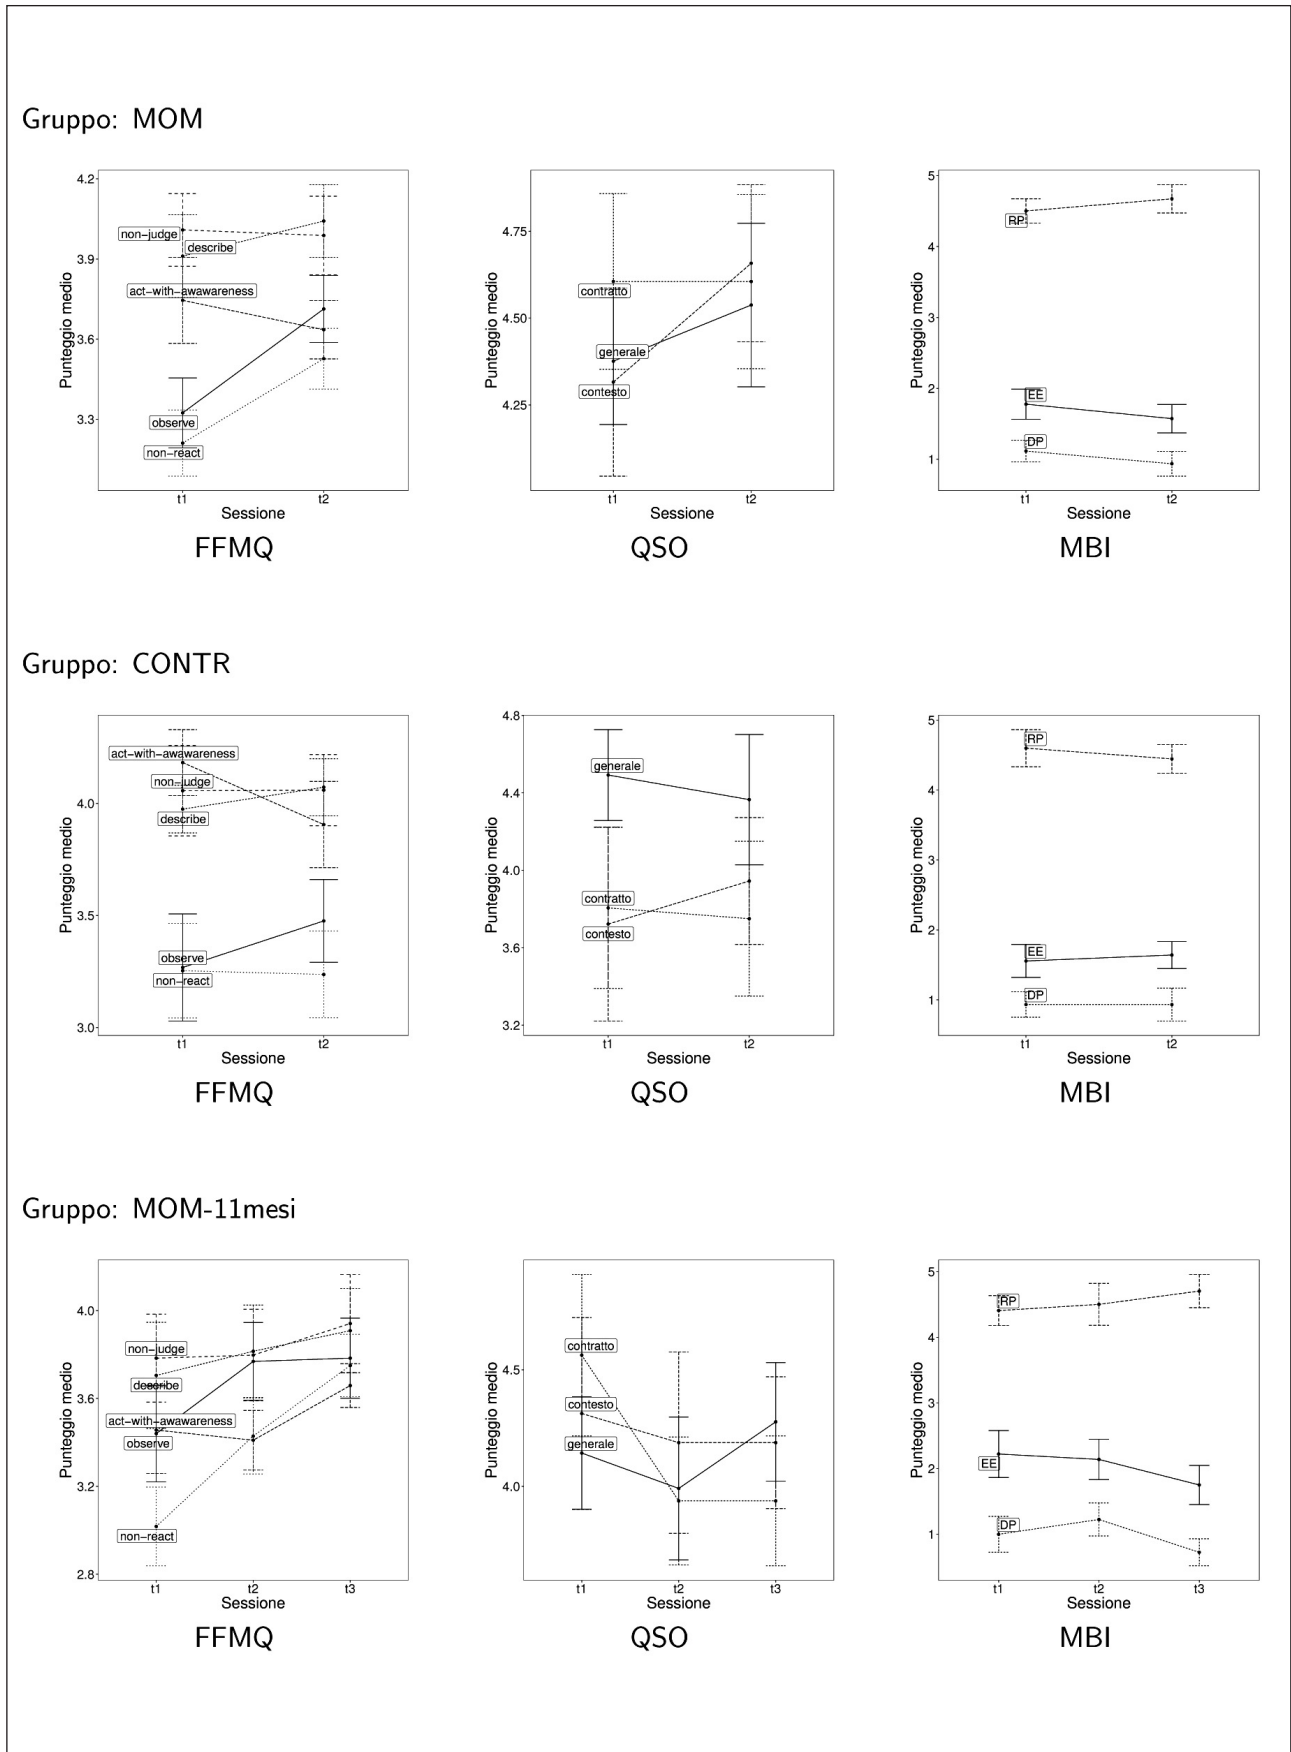 Gruppo: MOM
4.2
3.9
3.6
3.3
Punteggio medio
non-judge
describe
act-with-awawareness
observe
non-react
t1 t2
Sessione
FFMQ
4.75
4.50
4.25
Punteggio medio
contratto
generale
contesto
t1 t2
Sessione
QSO
5
4
3
2
1
Punteggio medio
RP
EE
DP
t1 t2
Sessione
MBI
Gruppo: CONTR
4.0
3.5
3.0
Punteggio medio
act-with-awawareness
non-judge
describe
observe
non-react
t1 t2
Sessione
FFMQ
4.8
4.4
4.0
3.6
3.2
Punteggio medio
generale
contratto
contesto
t1 t2
Sessione
QSO
5
4
3
2
1
Punteggio medio
RP
EE
DP
t1 t2
Sessione
MBI
Gruppo: MOM-11mesi
4.0
3.6
3.2
2.8
Punteggio medio
non-judge
describe
act-with-awawareness
observe
non-react
t1 t2 t3
Sessione
FFMQ
4.5
4.0
Punteggio medio
contratto
contesto
generale
t1 t2 t3
Sessione
QSO
5
4
3
2
1
Punteggio medio
RP
EE
DP
t1 t2 t3
Sessione
MBI